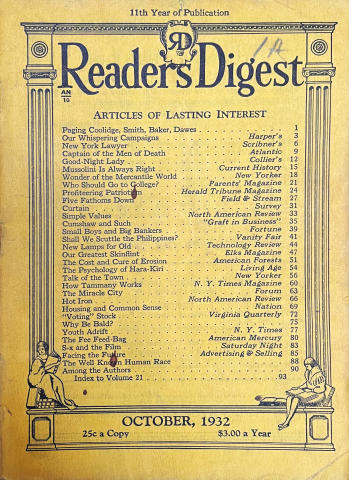 11th Year of Publication
RD
1A
Reader's Digest
AN
10
ARTICLES OF LASTING INTEREST
Paging Coolidge, Smith, Baker, Dawes . . . . . 1
Our Whispering Campaigns Harper's 3
New York Lawyer . . . . . Scribner's 6
Captain of the Men of Death . . . Atlantic 9
Good-Night Lady . . . . . Collier's 12
Mussolini Is Always Right . . Current History 15
Wonder of the Mercantile World . New Yorker 18
Who Should Go to College? . Parents' Magazine 21
Profiteering Patriotism . Herald Tribune Magazine 24
Five Fathoms Down . . . Field & Stream 27
Curtain . . . . . Survey 31
Simple Values . . . North American Review 33
Cumshaw and Such . . "Graft in Business" 35
Small Boys and Big Bankers . . . Fortune 39
Shall We Scuttle the Philippines? . Vanity Fair 41
New Lamps for Old . . . Technology Review 44
Our Greatest Skinflint . . . Elks Magazine 47
The Cost and Cure of Erosion . American Forests 51
The Psychology of Hara-Kiri . . Living Age 54
Talk of the Town . . . . New Yorker 56
How Tammany Works . . N. Y. Times Magazine 60
The Miracle City . . . . Forum 63
Hot Iron . . . North American Review 66
Housing and Common Sense . . . Nation 69
"Voting" Stock . . . Virginia Quarterly 72
Why Be Bald? . . . . . 75
Youth Adrift . . . . N. Y. Times 77
The Fee Feed-Bag . . . American Mercury 80
S-x and the Film . . . Saturday Night 83
Facing the Future . . Advertising & Selling 85
The Well Known Human Race . . . . 88
Among the Authors . . . . . 90
Index to Volume 21 . . . . 93
OCTOBER, 1932
25c a Copy $3.00 a Year